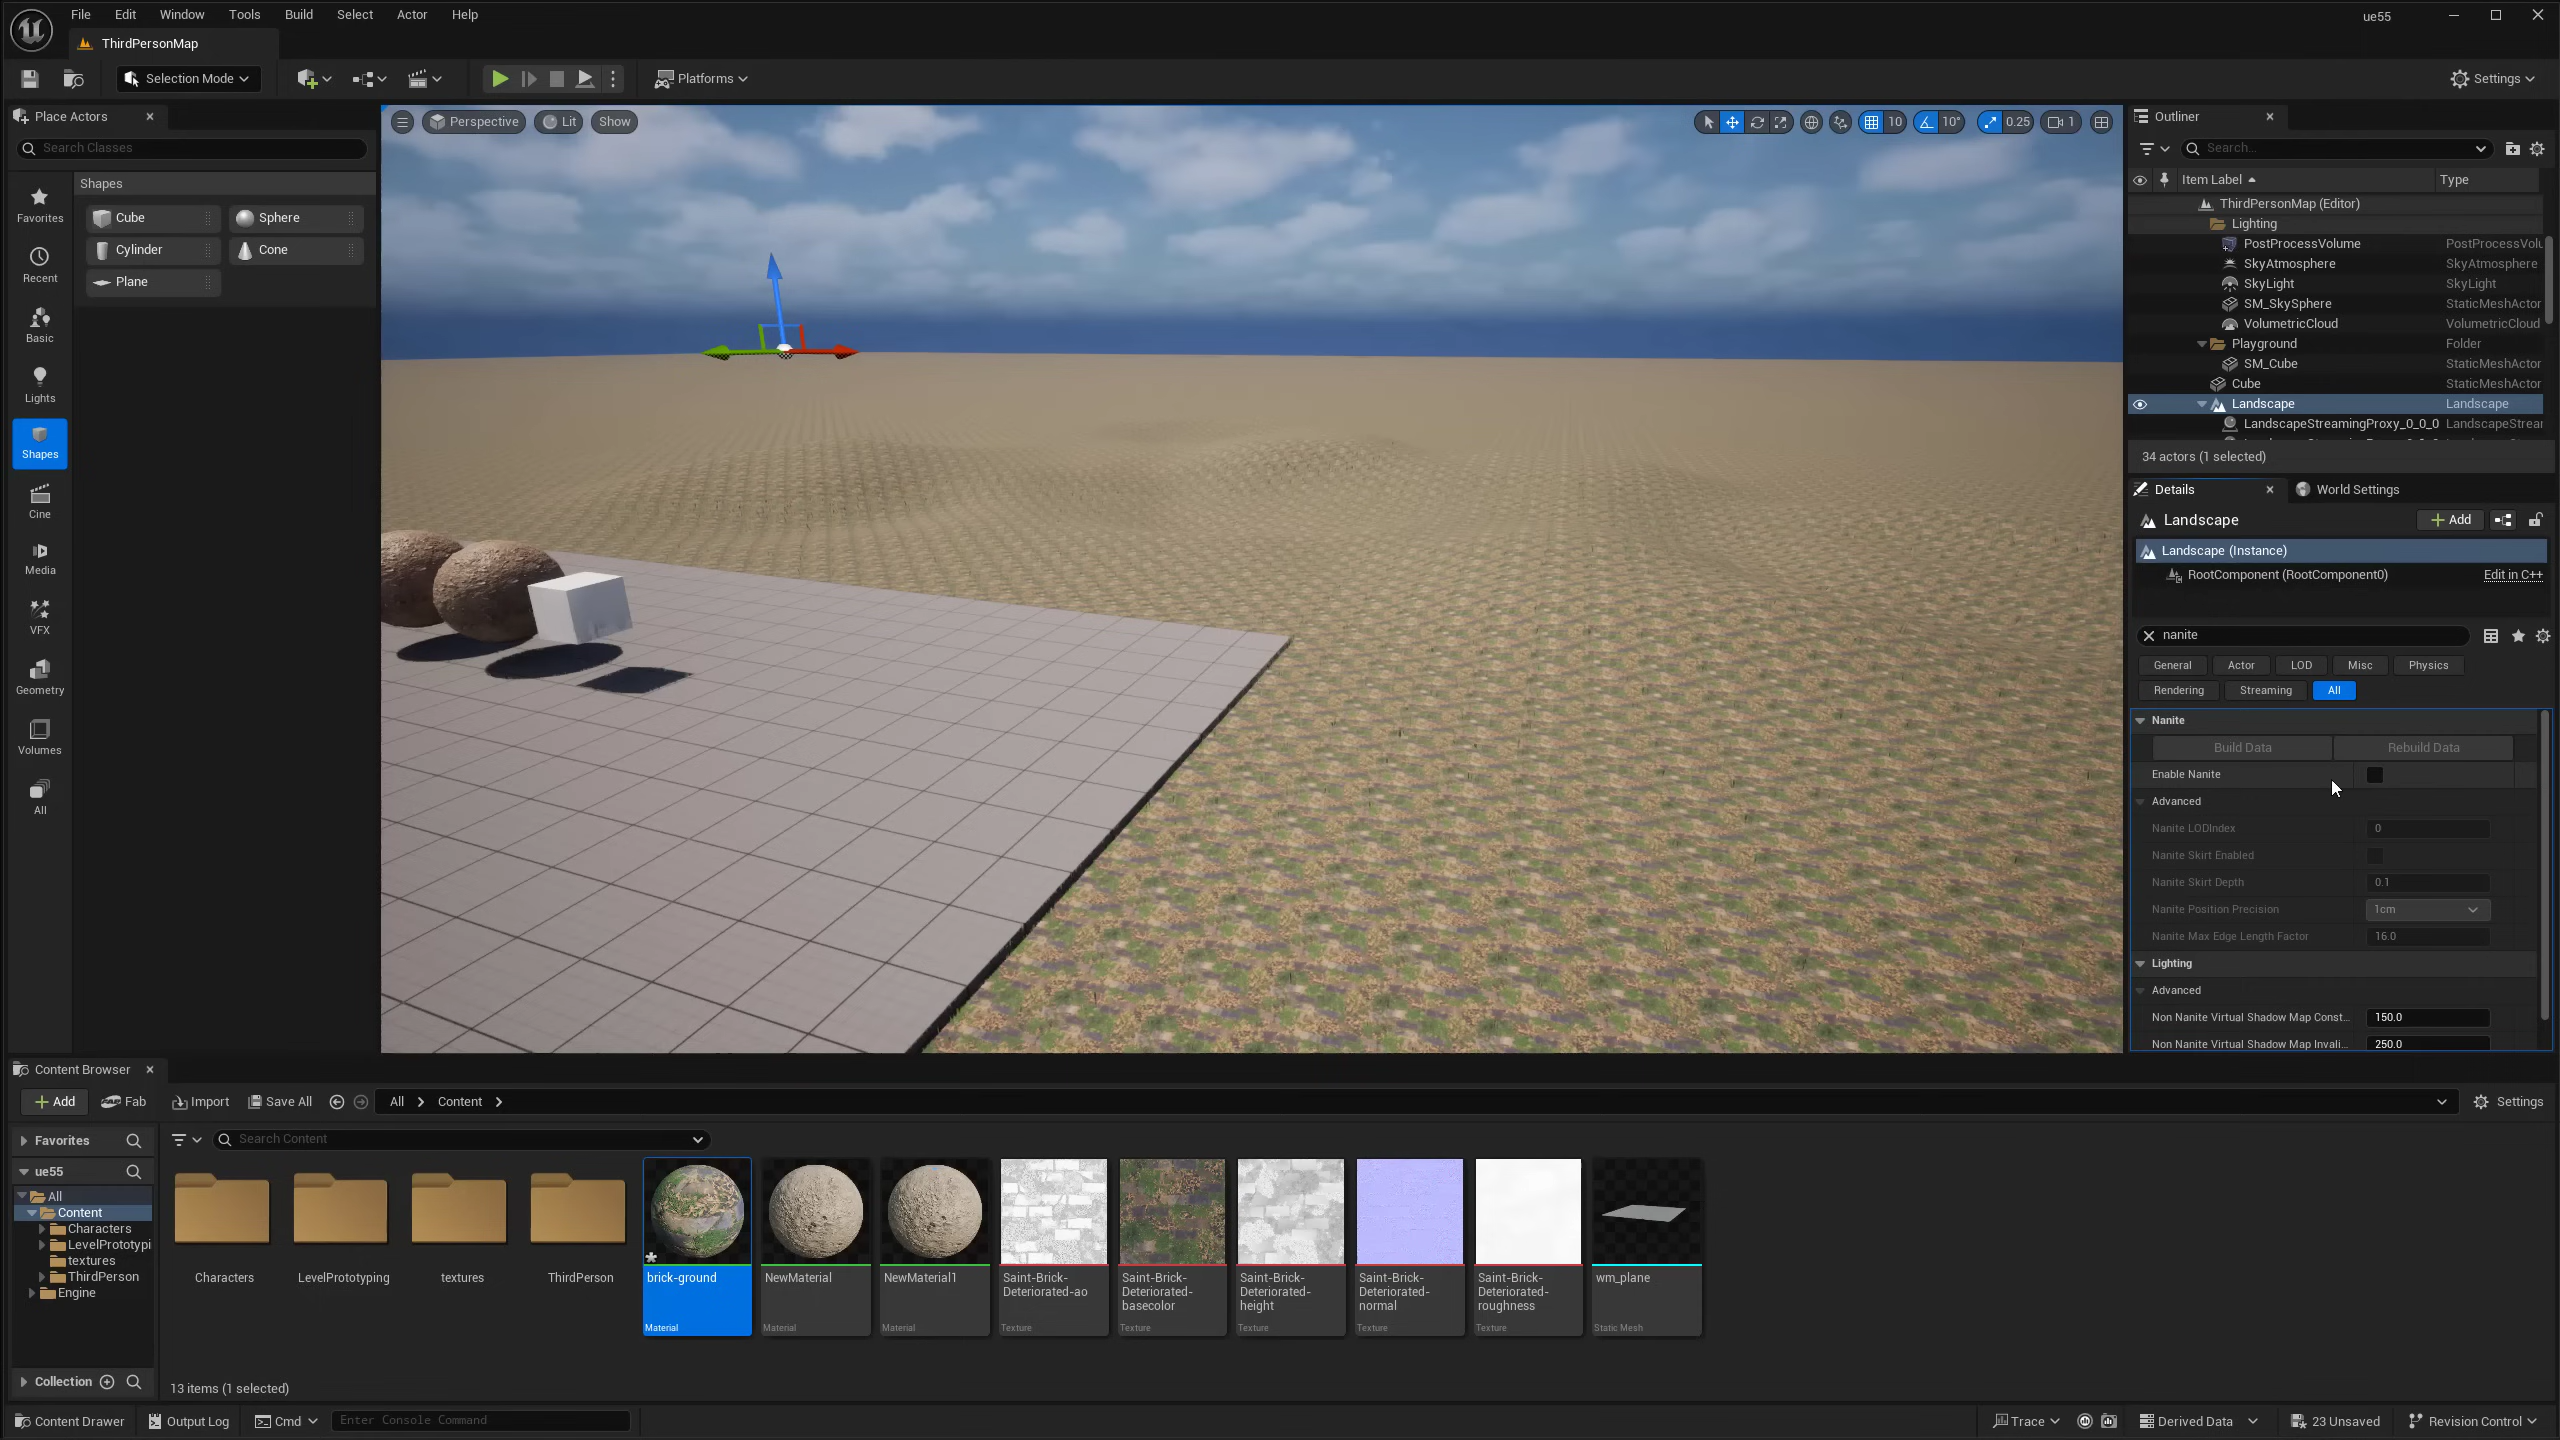 File Edit Window Tools Build Select Actor Help
ue55
ThirdPersonMap
Selection Mode
Platforms
Settings
Place Actors
Search Classes
Shapes
Cube
Sphere
Cylinder
Cone
Plane
Favorites
Recent
Basic
Lights
Shapes
Cine
Media
VFX
Geometry
Volumes
All
Perspective
Lit
Show
10
10°
0.25
1
Outliner
Search...
Item Label
Type
ThirdPersonMap (Editor)
Lighting
PostProcessVolume PostProcessVolu
SkyAtmosphere SkyAtmosphere
SkyLight SkyLight
SM_SkySphere StaticMeshActor
VolumetricCloud VolumetricCloud
Playground Folder
SM_Cube StaticMeshActor
Cube StaticMeshActor
Landscape Landscape
LandscapeStreamingProxy_0_0_0 LandscapeStrear
34 actors (1 selected)
Details
World Settings
Landscape
Add
Landscape (Instance)
RootComponent (RootComponent0) Edit in C++
nanite
General Actor LOD Misc Physics
Rendering Streaming All
Nanite
Build Data Rebuild Data
Enable Nanite
Advanced
Nanite LODIndex 0
Nanite Skirt Enabled
Nanite Skirt Depth 0.1
Nanite Position Precision 1cm
Nanite Max Edge Length Factor 16.0
Lighting
Advanced
Non Nanite Virtual Shadow Map Const... 150.0
Non Nanite Virtual Shadow Map Invali... 250.0
Content Browser
Add Fab Import Save All All Content Settings
Favorites
Search Content
ue55
All
Content
Characters
LevelPrototypi
textures
ThirdPerson
Engine
Collection
Characters
LevelPrototyping
textures
ThirdPerson
brick-ground
Material
NewMaterial
Material
NewMaterial1
Material
Saint-Brick-
Deteriorated-ao
Texture
Saint-Brick-
Deteriorated-
basecolor
Texture
Saint-Brick-
Deteriorated-
height
Texture
Saint-Brick-
Deteriorated-
normal
Texture
Saint-Brick-
Deteriorated-
roughness
Texture
wm_plane
Static Mesh
13 items (1 selected)
Content Drawer Output Log Cmd Enter Console Command Trace Derived Data 23 Unsaved Revision Control